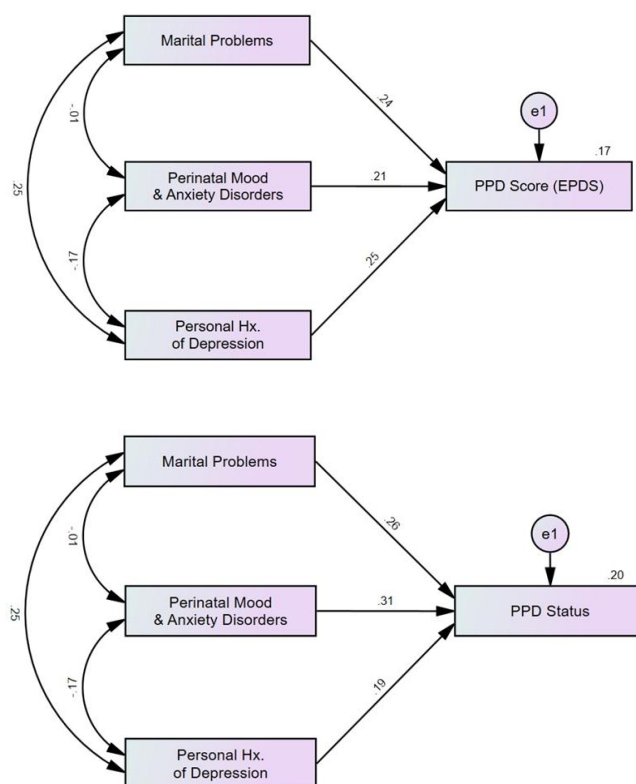 Marital Problems
.24
e1
-.01
.17
.25
Perinatal Mood
& Anxiety Disorders
.21
PPD Score (EPDS)
-.17
.25
Personal Hx.
of Depression
Marital Problems
.26
e1
-.01
.20
.25
Perinatal Mood
& Anxiety Disorders
.31
PPD Status
-.17
.19
Personal Hx.
of Depression